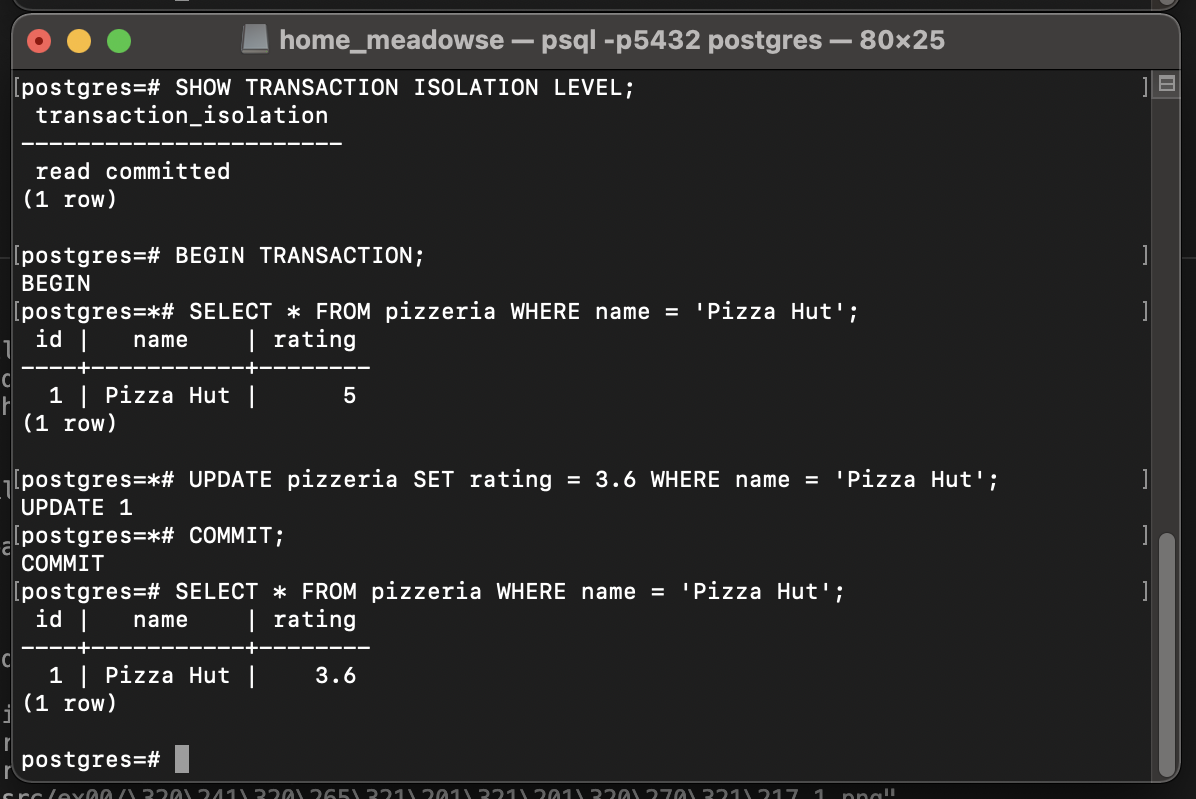 home_meadowse — psql -p5432 postgres — 80×25
[postgres=# SHOW TRANSACTION ISOLATION LEVEL; ]
 transaction_isolation
-----------------------
 read committed
(1 row)

[postgres=# BEGIN TRANSACTION; ]
BEGIN
[postgres=*# SELECT * FROM pizzeria WHERE name = 'Pizza Hut'; ]
 id |   name    | rating
----+-----------+--------
  1 | Pizza Hut |      5
(1 row)

[postgres=*# UPDATE pizzeria SET rating = 3.6 WHERE name = 'Pizza Hut'; ]
UPDATE 1
[postgres=*# COMMIT; ]
COMMIT
[postgres=# SELECT * FROM pizzeria WHERE name = 'Pizza Hut'; ]
 id |   name    | rating
----+-----------+--------
  1 | Pizza Hut |    3.6
(1 row)

postgres=#
src/ex00/\320\241\320\265\321\201\321\201\320\270\321\217 1.png"